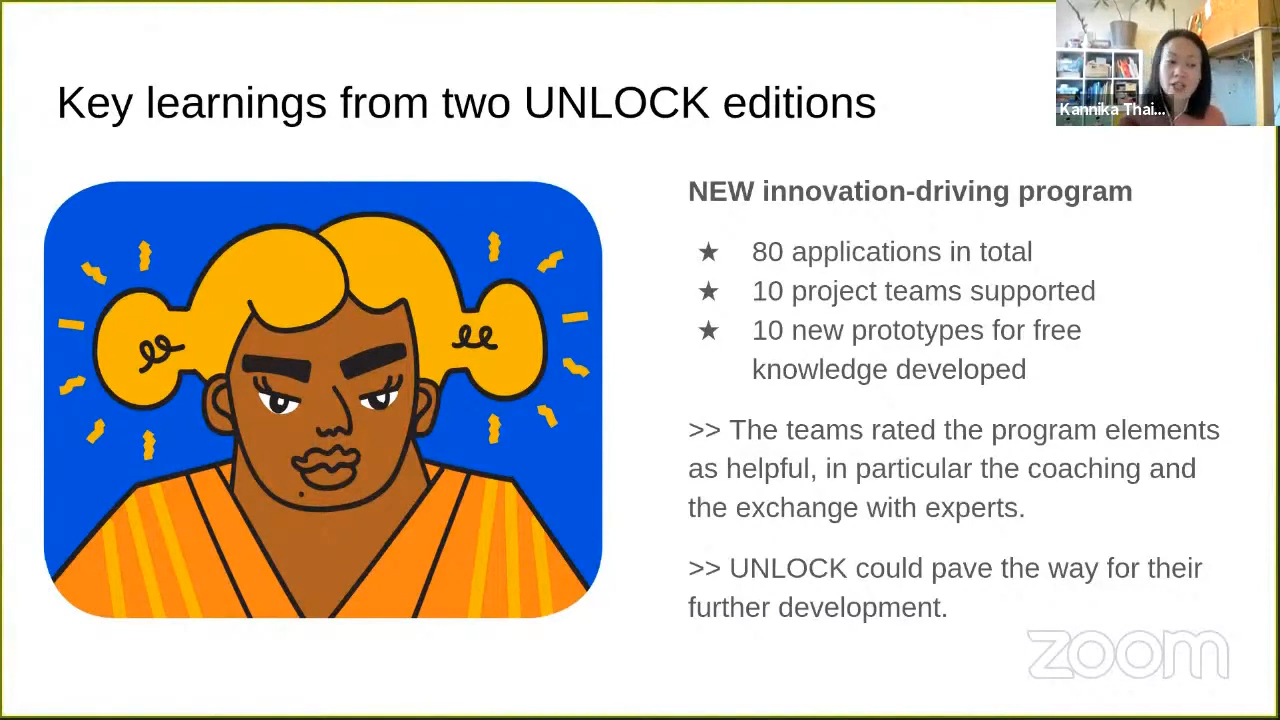 Key learnings from two UNLOCK editions
Kannika Thai...
NEW innovation-driving program
★ 80 applications in total
★ 10 project teams supported
★ 10 new prototypes for free
knowledge developed
>> The teams rated the program elements
as helpful, in particular the coaching and
the exchange with experts.
>> UNLOCK could pave the way for their
further development.
zoom